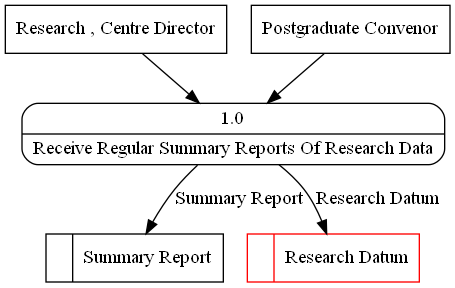 Research , Centre Director
Postgraduate Convenor
1.0
Receive Regular Summary Reports Of Research Data
Summary Report
Research Datum
Summary Report
Research Datum